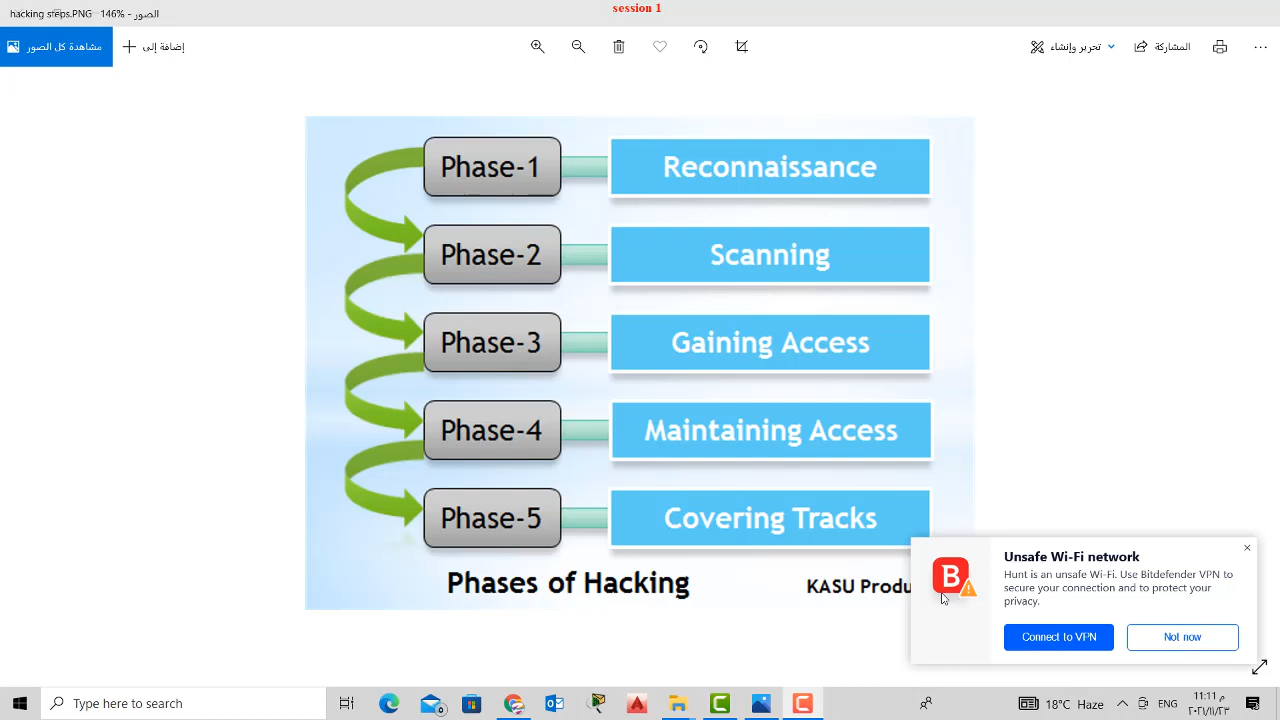 session 1
hacking steps.PNG - 146% - الصور
مشاهدة كل الصور
إضافة إلى
تحرير وإنشاء
المشاركة
Phase-1 Reconnaissance
Phase-2 Scanning
Phase-3 Gaining Access
Phase-4 Maintaining Access
Phase-5 Covering Tracks
Phases of Hacking
KASU Produ
Unsafe Wi-Fi network
Hunt is an unsafe Wi-Fi. Use Bitdefender VPN to
secure your connection and to protect your
privacy.
Connect to VPN
Not now
Type here to search
18°C Haze
ENG
11:11 م